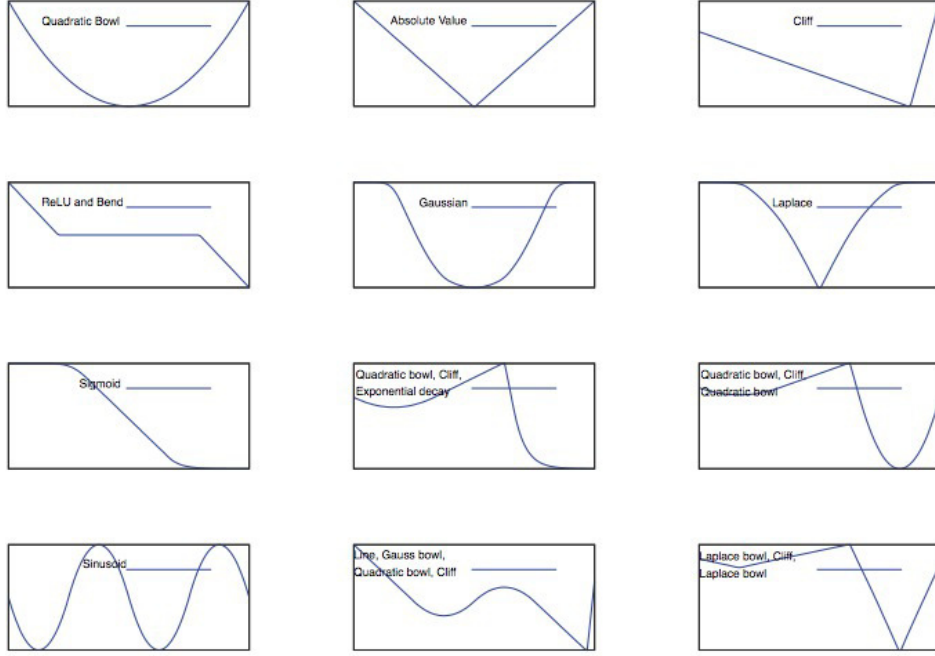 Quadratic Bowl
Absolute Value
Cliff
ReLU and Bend
Gaussian
Laplace
Sigmoid
Quadratic bowl, Cliff,
Exponential decay
Quadratic bowl, Cliff,
Quadratic bowl
Sinusoid
Line, Gauss bowl,
Quadratic bowl, Cliff
Laplace bowl, Cliff,
Laplace bowl